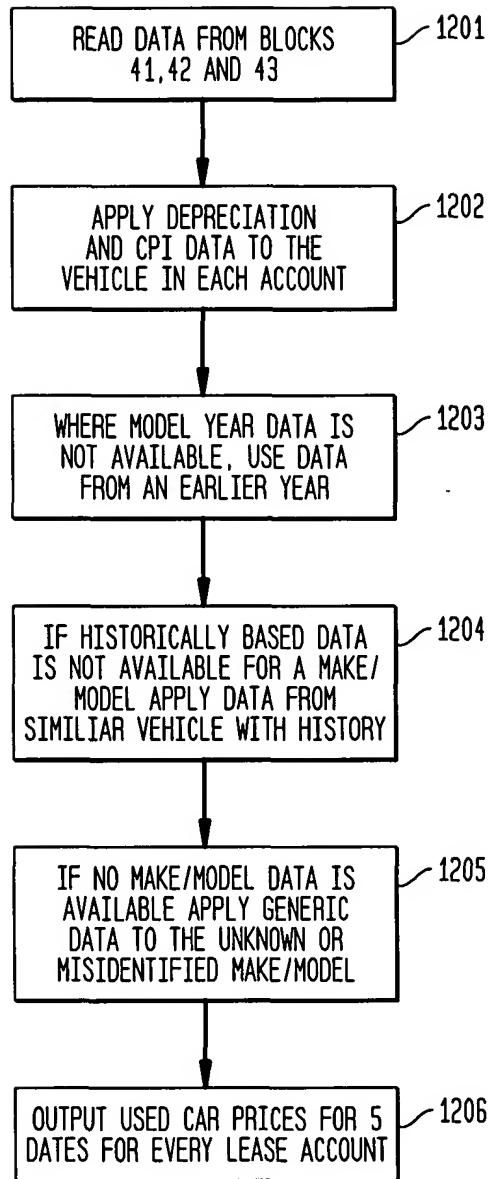 READ DATA FROM BLOCKS
41,42 AND 43
1201
APPLY DEPRECIATION
AND CPI DATA TO THE
VEHICLE IN EACH ACCOUNT
1202
WHERE MODEL YEAR DATA IS
NOT AVAILABLE, USE DATA
FROM AN EARLIER YEAR
1203
IF HISTORICALLY BASED DATA
IS NOT AVAILABLE FOR A MAKE/
MODEL APPLY DATA FROM
SIMILIAR VEHICLE WITH HISTORY
1204
IF NO MAKE/MODEL DATA IS
AVAILABLE APPLY GENERIC
DATA TO THE UNKNOWN OR
MISIDENTIFIED MAKE/MODEL
1205
OUTPUT USED CAR PRICES FOR 5
DATES FOR EVERY LEASE ACCOUNT
1206